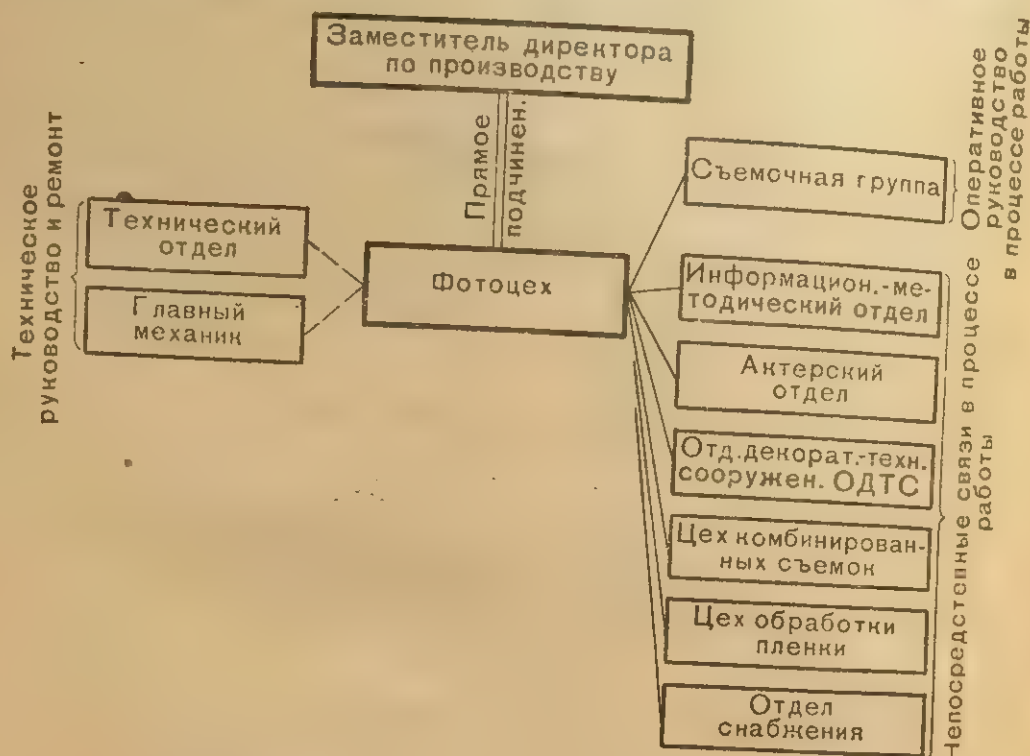 Заместитель директора
по производству
Прямое
подчинен.
Техническое
руководство и ремонт
Технический
отдел
Главный
механик
Фотоцех
Съемочная группа
Оперативное
руководство
в процессе работы
Информацион.-ме-
тодический отдел
Актерский
отдел
Отд.декорат.-техн.
сооружен. ОДТС
Цех комбинирован-
ных съемок
Цех обработки
пленки
Отдел
снабжения
Непосредственные связи в процессе
работы